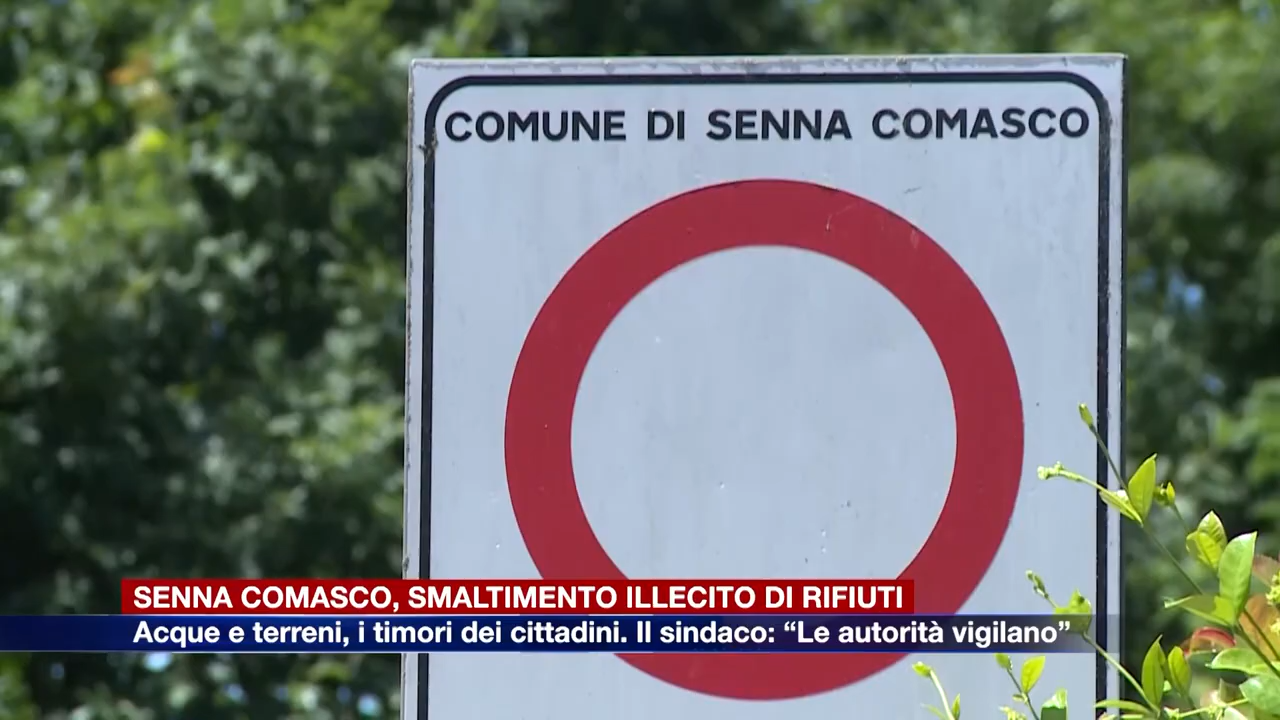 COMUNE DI SENNA COMASCO
SENNA COMASCO, SMALTIMENTO ILLECITO DI RIFIUTI
Acque e terreni, i timori dei cittadini. Il sindaco: “Le autorità vigilano”